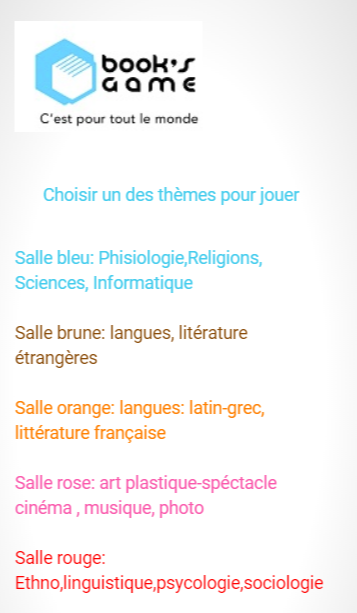 book's
GAME
C'est pour tout le monde
Choisir un des thèmes pour jouer
Salle bleu: Phisiologie,Religions,
Sciences, Informatique
Salle brune: langues, litérature
étrangères
Salle orange: langues: latin-grec,
littérature française
Salle rose: art plastique-spéctacle
cinéma , musique, photo
Salle rouge:
Ethno,linguistique,psycologie,sociologie